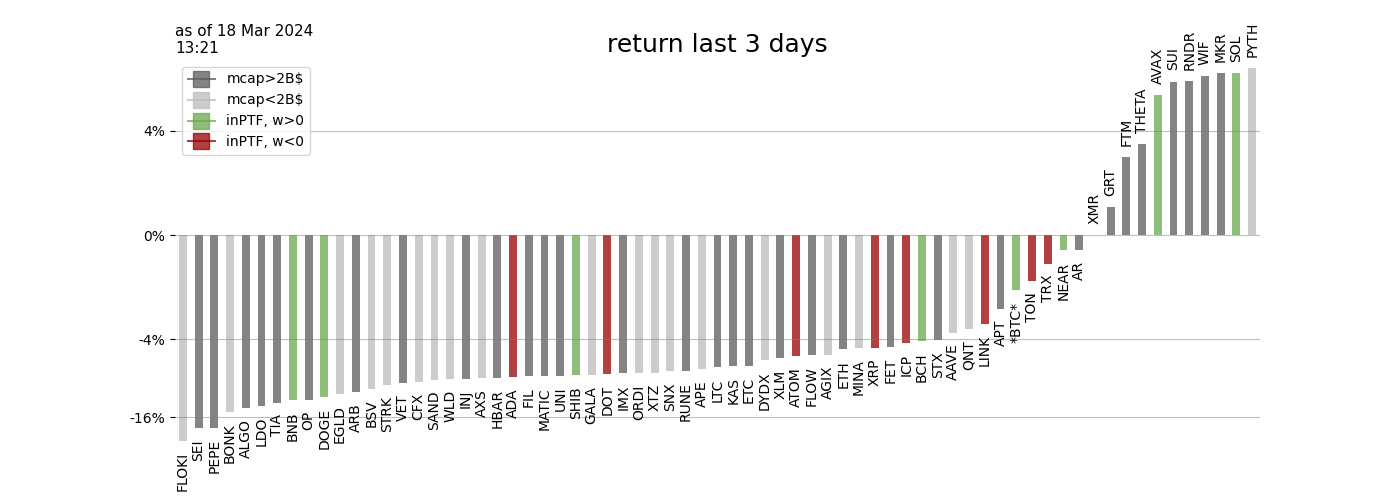 as of 18 Mar 2024
13:21
return last 3 days
mcap>2B$
mcap<2B$
inPTF, w>0
inPTF, w<0
4%
0%
-4%
-16%
FLOKI
SEI
PEPE
BONK
ALGO
LDO
TIA
BNB
OP
DOGE
EGLD
ARB
BSV
STRK
VET
CFX
SAND
WLD
INJ
AXS
HBAR
ADA
FIL
MATIC
UNI
SHIB
GALA
DOT
IMX
ORDI
XTZ
SNX
RUNE
APE
LTC
KAS
ETC
DYDX
XLM
ATOM
FLOW
AGIX
ETH
MINA
XRP
FET
ICP
BCH
STX
AAVE
QNT
LINK
APT
*BTC*
TON
TRX
NEAR
AR
XMR
GRT
FTM
THETA
AVAX
SUI
RNDR
WIF
MKR
SOL
PYTH